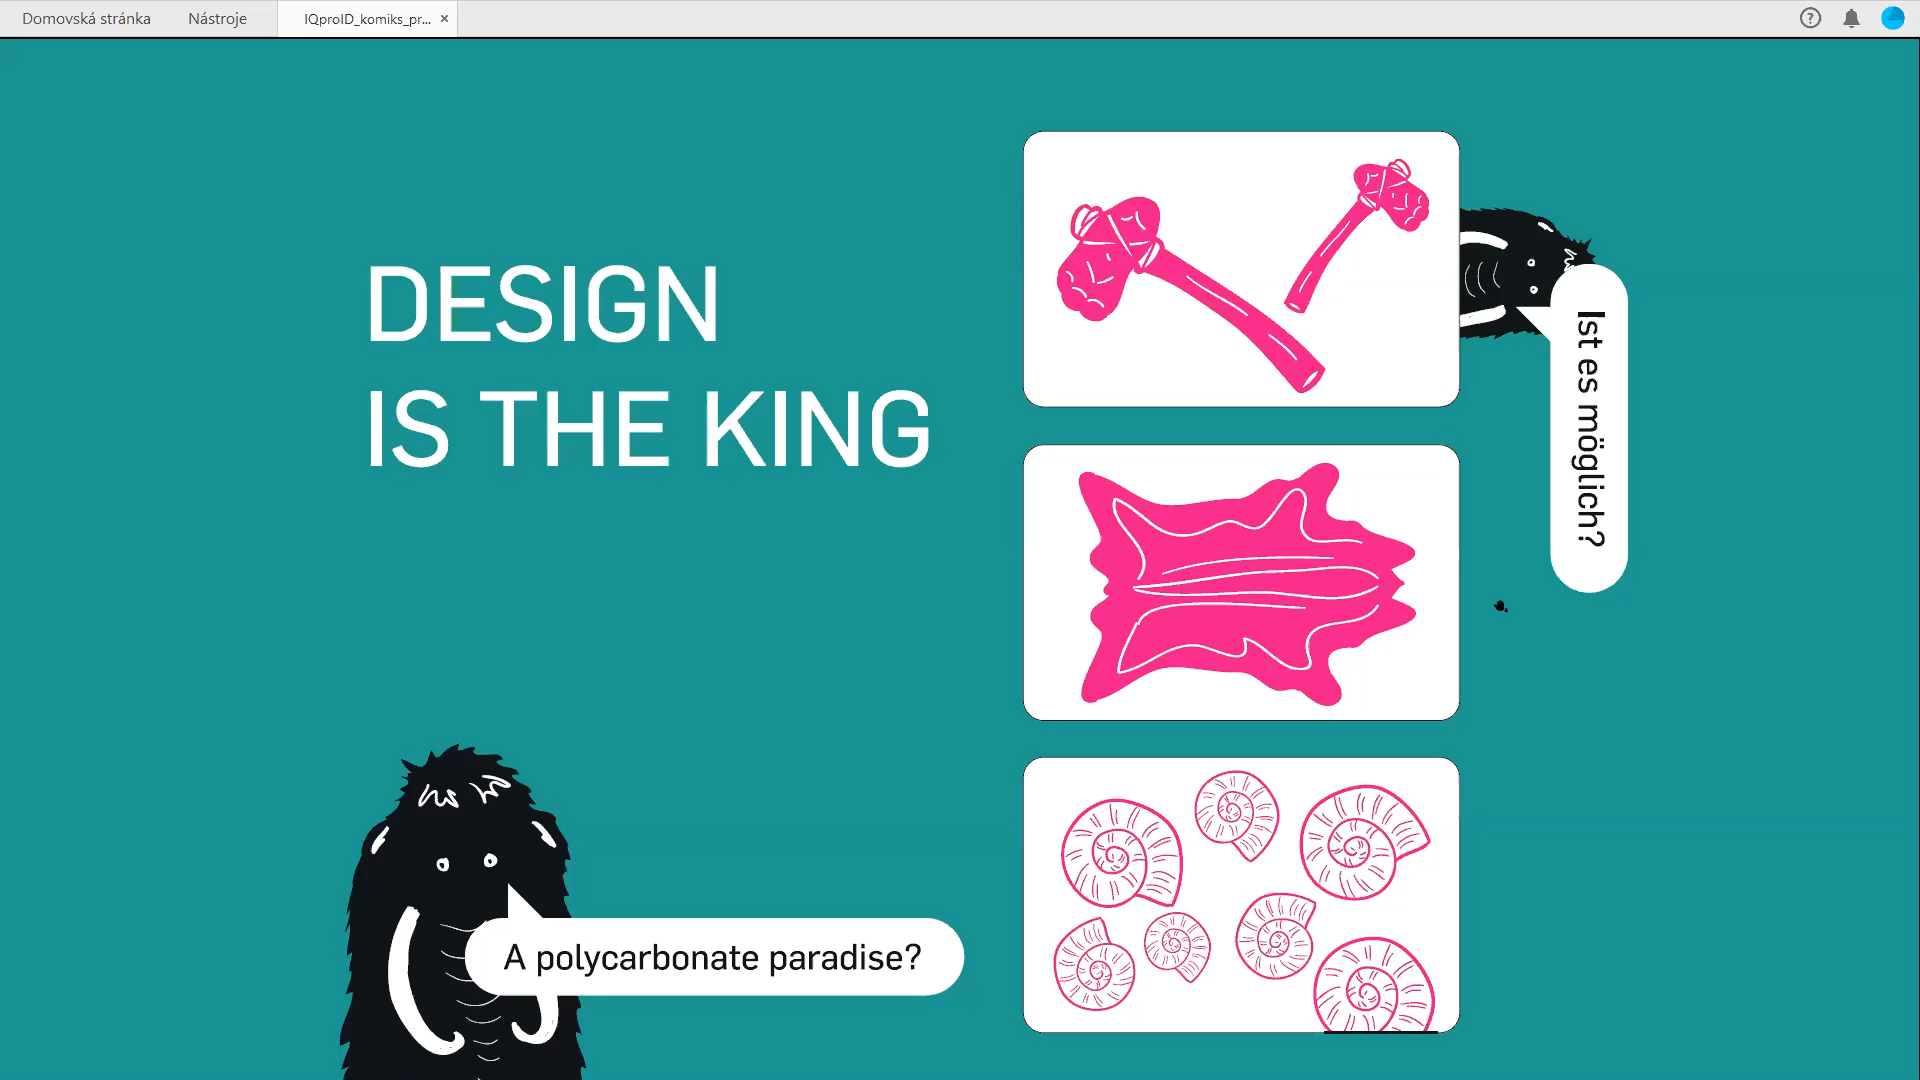 Domovská stránka
Nástroje
IQproID_komiks_pr...
DESIGN
IS THE KING
Ist es möglich?
A polycarbonate paradise?